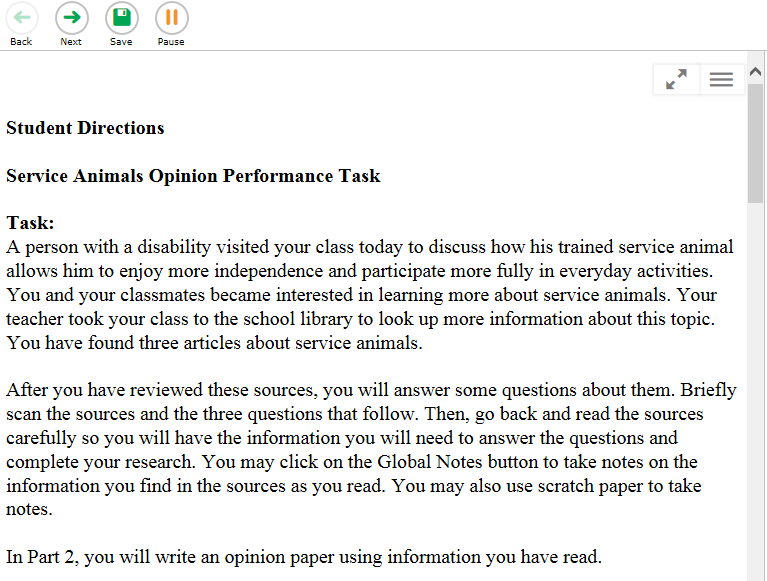 Back Next Save Pause
Student Directions
Service Animals Opinion Performance Task
Task:
A person with a disability visited your class today to discuss how his trained service animal
allows him to enjoy more independence and participate more fully in everyday activities.
You and your classmates became interested in learning more about service animals. Your
teacher took your class to the school library to look up more information about this topic.
You have found three articles about service animals.
After you have reviewed these sources, you will answer some questions about them. Briefly
scan the sources and the three questions that follow. Then, go back and read the sources
carefully so you will have the information you will need to answer the questions and
complete your research. You may click on the Global Notes button to take notes on the
information you find in the sources as you read. You may also use scratch paper to take
notes.
In Part 2, you will write an opinion paper using information you have read.